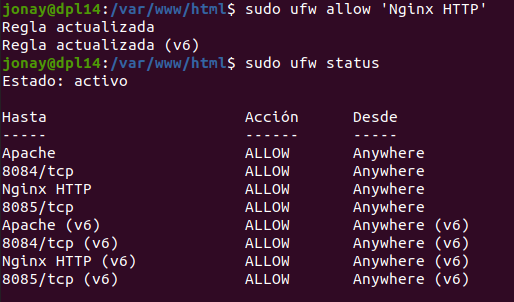 jonay@dpl14:/var/www/html$ sudo ufw allow 'Nginx HTTP'
Regla actualizada
Regla actualizada (v6)
jonay@dpl14:/var/www/html$ sudo ufw status
Estado: activo
Hasta Acción Desde
----- ------ -----
Apache ALLOW Anywhere
8084/tcp ALLOW Anywhere
Nginx HTTP ALLOW Anywhere
8085/tcp ALLOW Anywhere
Apache (v6) ALLOW Anywhere (v6)
8084/tcp (v6) ALLOW Anywhere (v6)
Nginx HTTP (v6) ALLOW Anywhere (v6)
8085/tcp (v6) ALLOW Anywhere (v6)